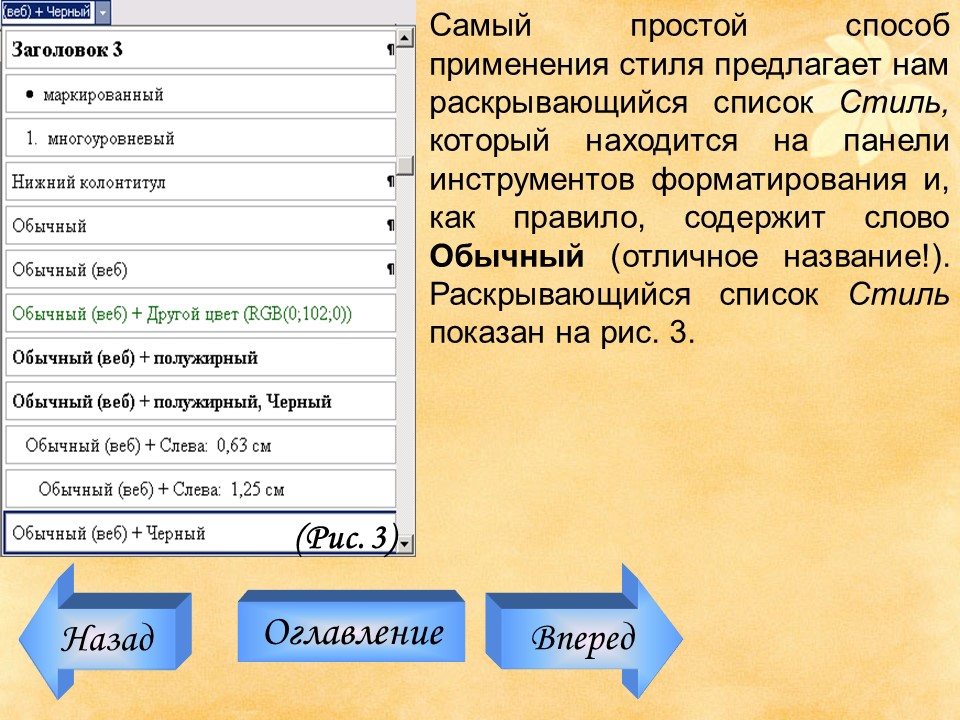 (веб) + Черный
Заголовок 3 ¶
• маркированный
1. многоуровневый
Нижний колонтитул ¶
Обычный ¶
Обычный (веб) ¶
Обычный (веб) + Другой цвет (RGB(0;102;0))
Обычный (веб) + полужирный
Обычный (веб) + полужирный, Черный
Обычный (веб) + Слева: 0,63 см
Обычный (веб) + Слева: 1,25 см
Обычный (веб) + Черный
(Рис. 3)
Самый простой способ
применения стиля предлагает нам
раскрывающийся список Стиль,
который находится на панели
инструментов форматирования и,
как правило, содержит слово
Обычный (отличное название!).
Раскрывающийся список Стиль
показан на рис. 3.
Назад
Оглавление
Вперед